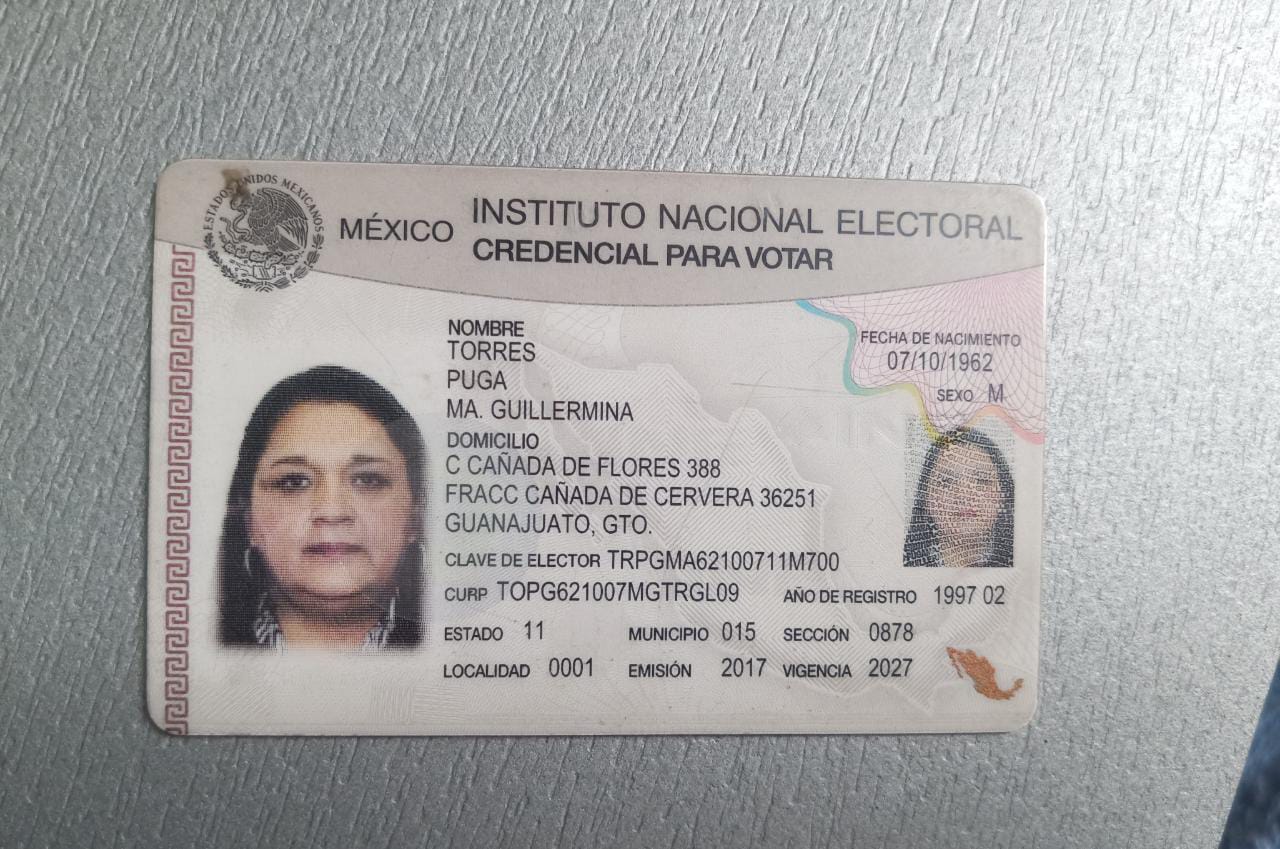 ESTADOS UNIDOS MEXICANOS
MÉXICO
INSTITUTO NACIONAL ELECTORAL
CREDENCIAL PARA VOTAR
NOMBRE
TORRES
PUGA
MA. GUILLERMINA
FECHA DE NACIMIENTO
07/10/1962
SEXO M
DOMICILIO
C CAÑADA DE FLORES 388
FRACC CAÑADA DE CERVERA 36251
GUANAJUATO, GTO.
CLAVE DE ELECTOR TRPGMA62100711M700
CURP TOPG621007MGTRGL09 AÑO DE REGISTRO 1997 02
ESTADO 11 MUNICIPIO 015 SECCIÓN 0878
LOCALIDAD 0001 EMISIÓN 2017 VIGENCIA 2027